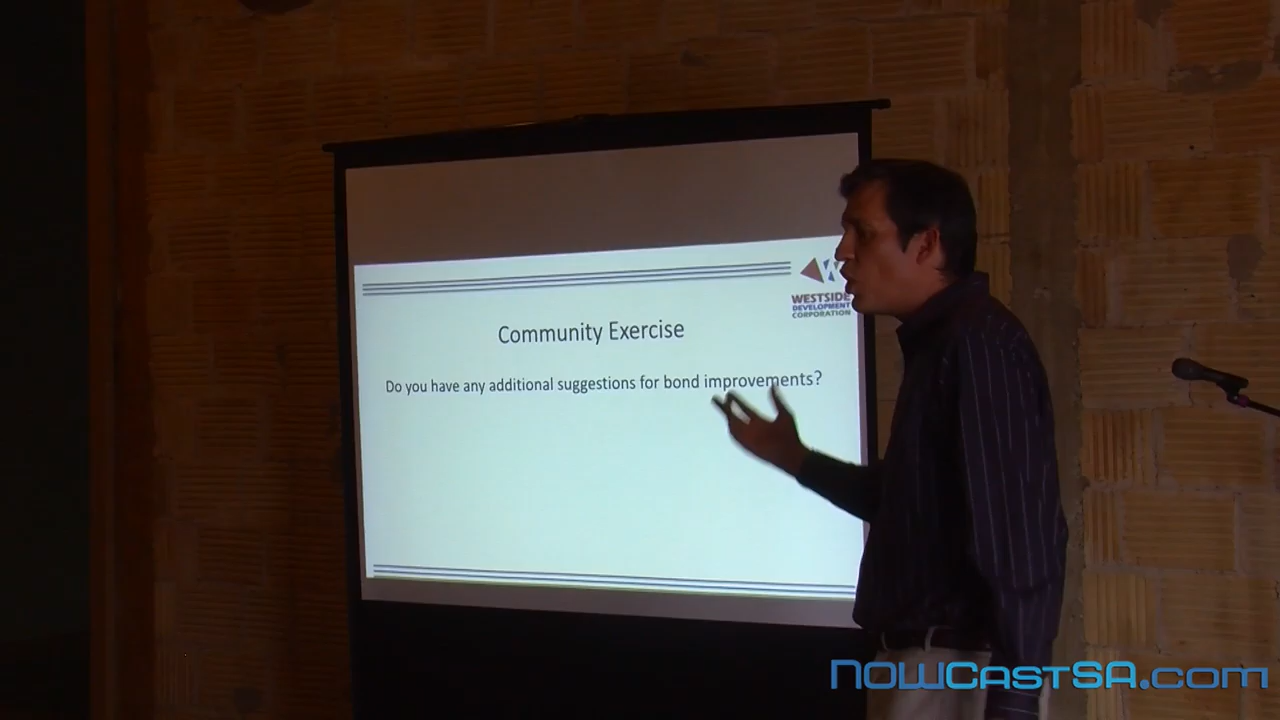 WESTSIDE
DEVELOPMENT
CORPORATION
Community Exercise
Do you have any additional suggestions for bond improvements?
NOWCASTSA.COM